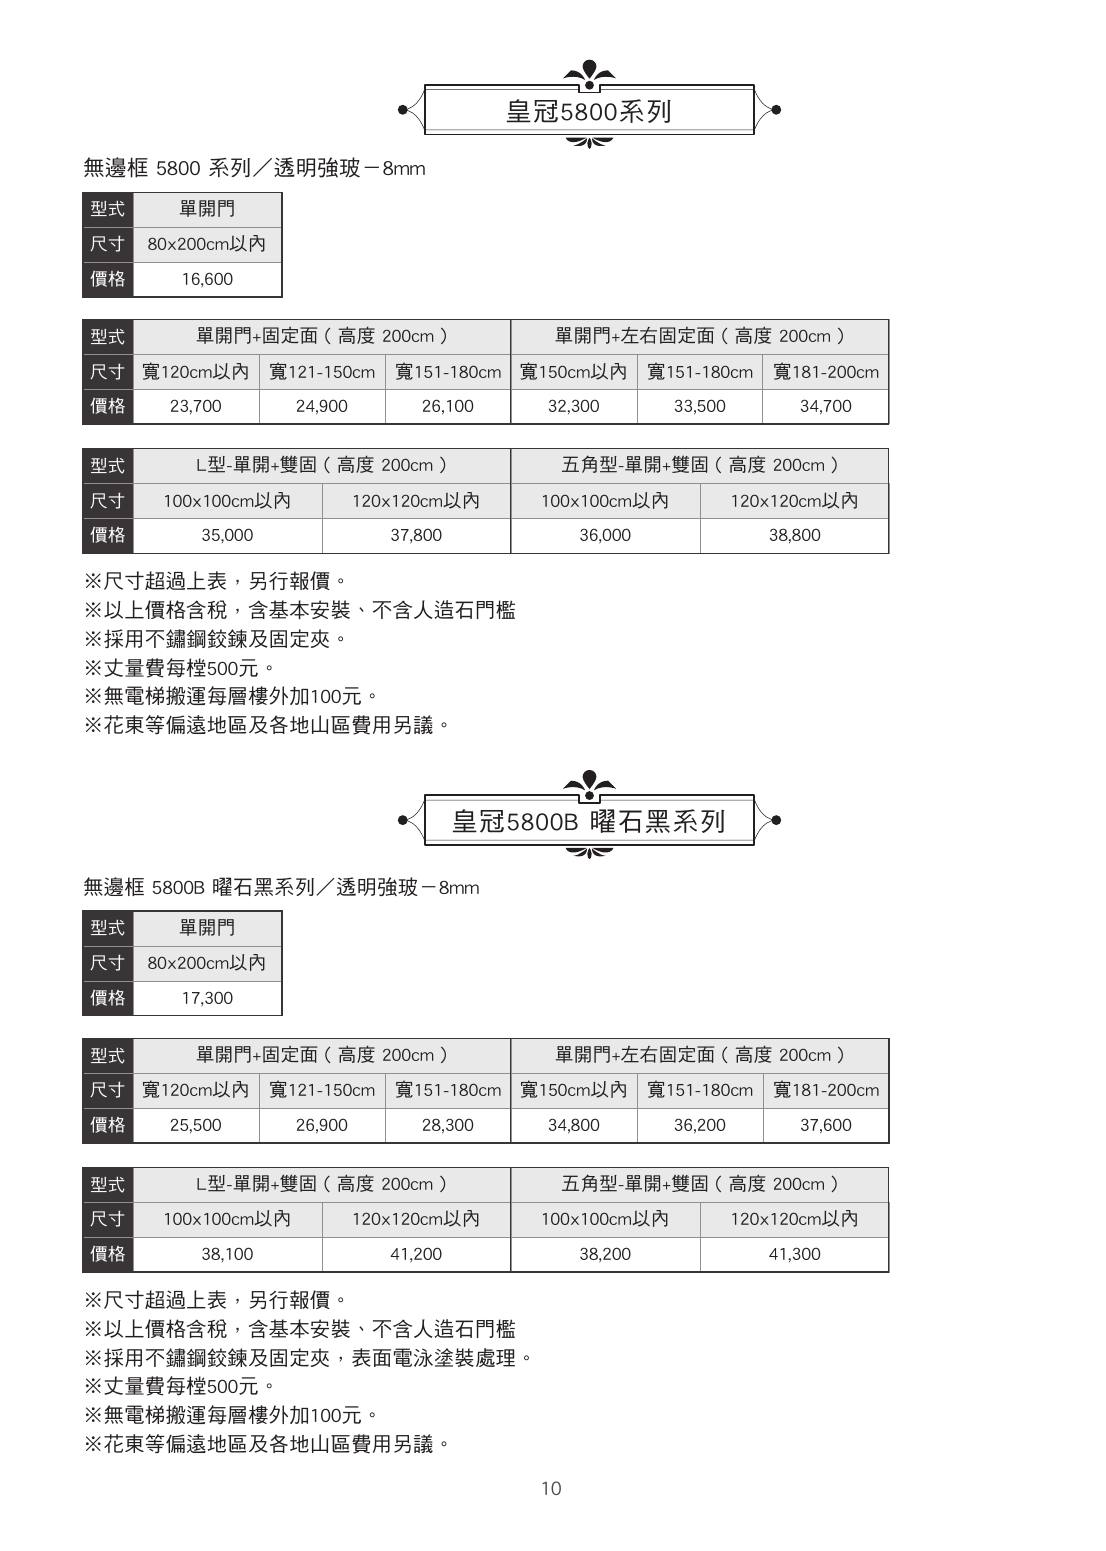 皇冠5800系列
無邊框 5800 系列／透明強玻－8mm
型式 單開門
尺寸 80x200cm以內
價格 16,600
型式 單開門+固定面（高度 200cm） 單開門+左右固定面（高度 200cm）
尺寸 寬120cm以內 寬121-150cm 寬151-180cm 寬150cm以內 寬151-180cm 寬181-200cm
價格 23,700 24,900 26,100 32,300 33,500 34,700
型式 L型-單開+雙固（高度 200cm） 五角型-單開+雙固（高度 200cm）
尺寸 100x100cm以內 120x120cm以內 100x100cm以內 120x120cm以內
價格 35,000 37,800 36,000 38,800
※尺寸超過上表，另行報價。
※以上價格含稅，含基本安裝、不含人造石門檻
※採用不鏽鋼鉸鍊及固定夾。
※丈量費每樘500元。
※無電梯搬運每層樓外加100元。
※花東等偏遠地區及各地山區費用另議。
皇冠5800B 曜石黑系列
無邊框 5800B 曜石黑系列／透明強玻－8mm
型式 單開門
尺寸 80x200cm以內
價格 17,300
型式 單開門+固定面（高度 200cm） 單開門+左右固定面（高度 200cm）
尺寸 寬120cm以內 寬121-150cm 寬151-180cm 寬150cm以內 寬151-180cm 寬181-200cm
價格 25,500 26,900 28,300 34,800 36,200 37,600
型式 L型-單開+雙固（高度 200cm） 五角型-單開+雙固（高度 200cm）
尺寸 100x100cm以內 120x120cm以內 100x100cm以內 120x120cm以內
價格 38,100 41,200 38,200 41,300
※尺寸超過上表，另行報價。
※以上價格含稅，含基本安裝、不含人造石門檻
※採用不鏽鋼鉸鍊及固定夾，表面電泳塗裝處理。
※丈量費每樘500元。
※無電梯搬運每層樓外加100元。
※花東等偏遠地區及各地山區費用另議。
10